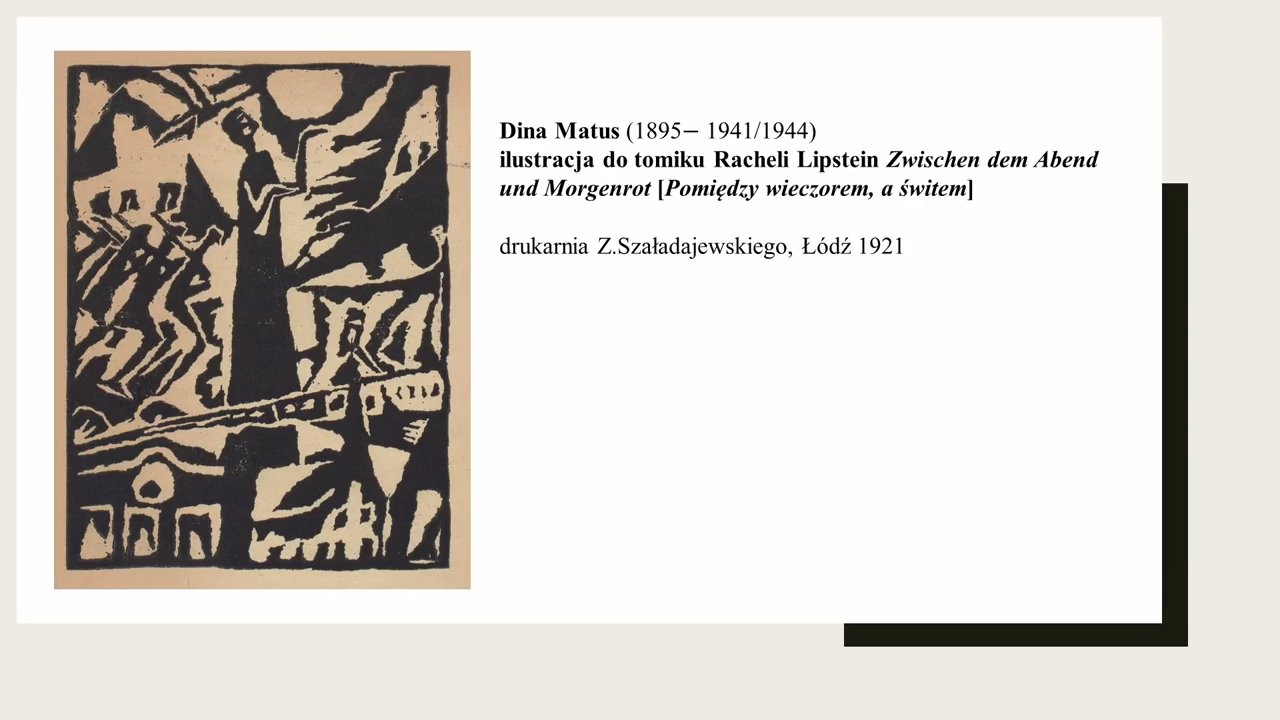 Dina Matus (1895– 1941/1944)
ilustracja do tomiku Racheli Lipstein Zwischen dem Abend
und Morgenrot [Pomiędzy wieczorem, a świtem]
drukarnia Z.Szaładajewskiego, Łódź 1921